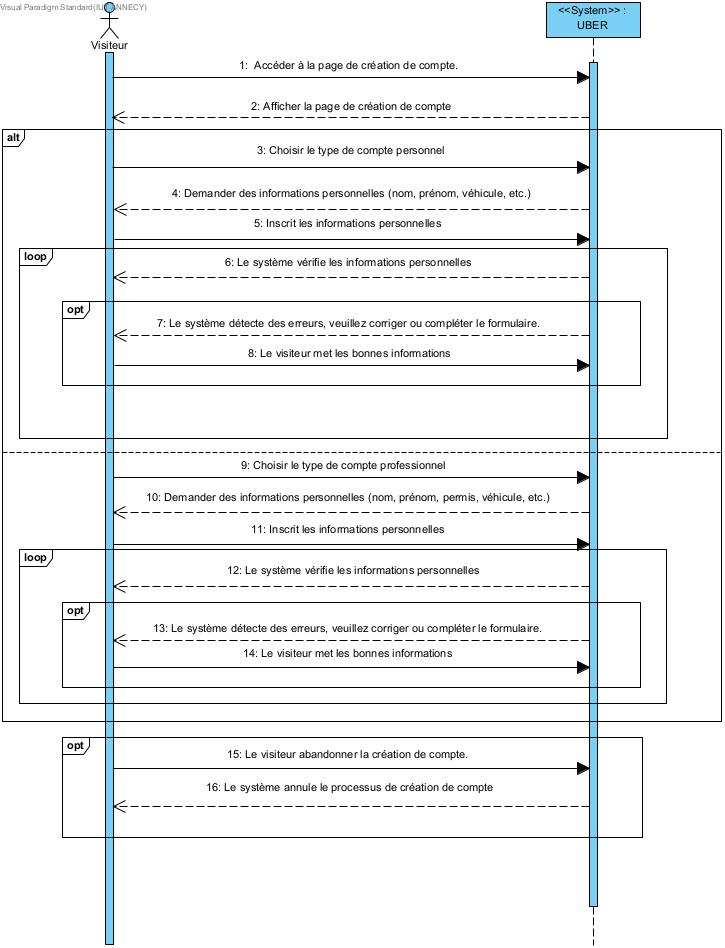 Visual Paradigm Standard(IUT ANNECY)
Visiteur
<<System>> :
UBER
1: Accéder à la page de création de compte.
2: Afficher la page de création de compte
alt
3: Choisir le type de compte personnel
4: Demander des informations personnelles (nom, prénom, véhicule, etc.)
5: Inscrit les informations personnelles
loop
6: Le système vérifie les informations personnelles
opt
7: Le système détecte des erreurs, veuillez corriger ou compléter le formulaire.
8: Le visiteur met les bonnes informations
9: Choisir le type de compte professionnel
10: Demander des informations personnelles (nom, prénom, permis, véhicule, etc.)
11: Inscrit les informations personnelles
loop
12: Le système vérifie les informations personnelles
opt
13: Le système détecte des erreurs, veuillez corriger ou compléter le formulaire.
14: Le visiteur met les bonnes informations
opt
15: Le visiteur abandonner la création de compte.
16: Le système annule le processus de création de compte